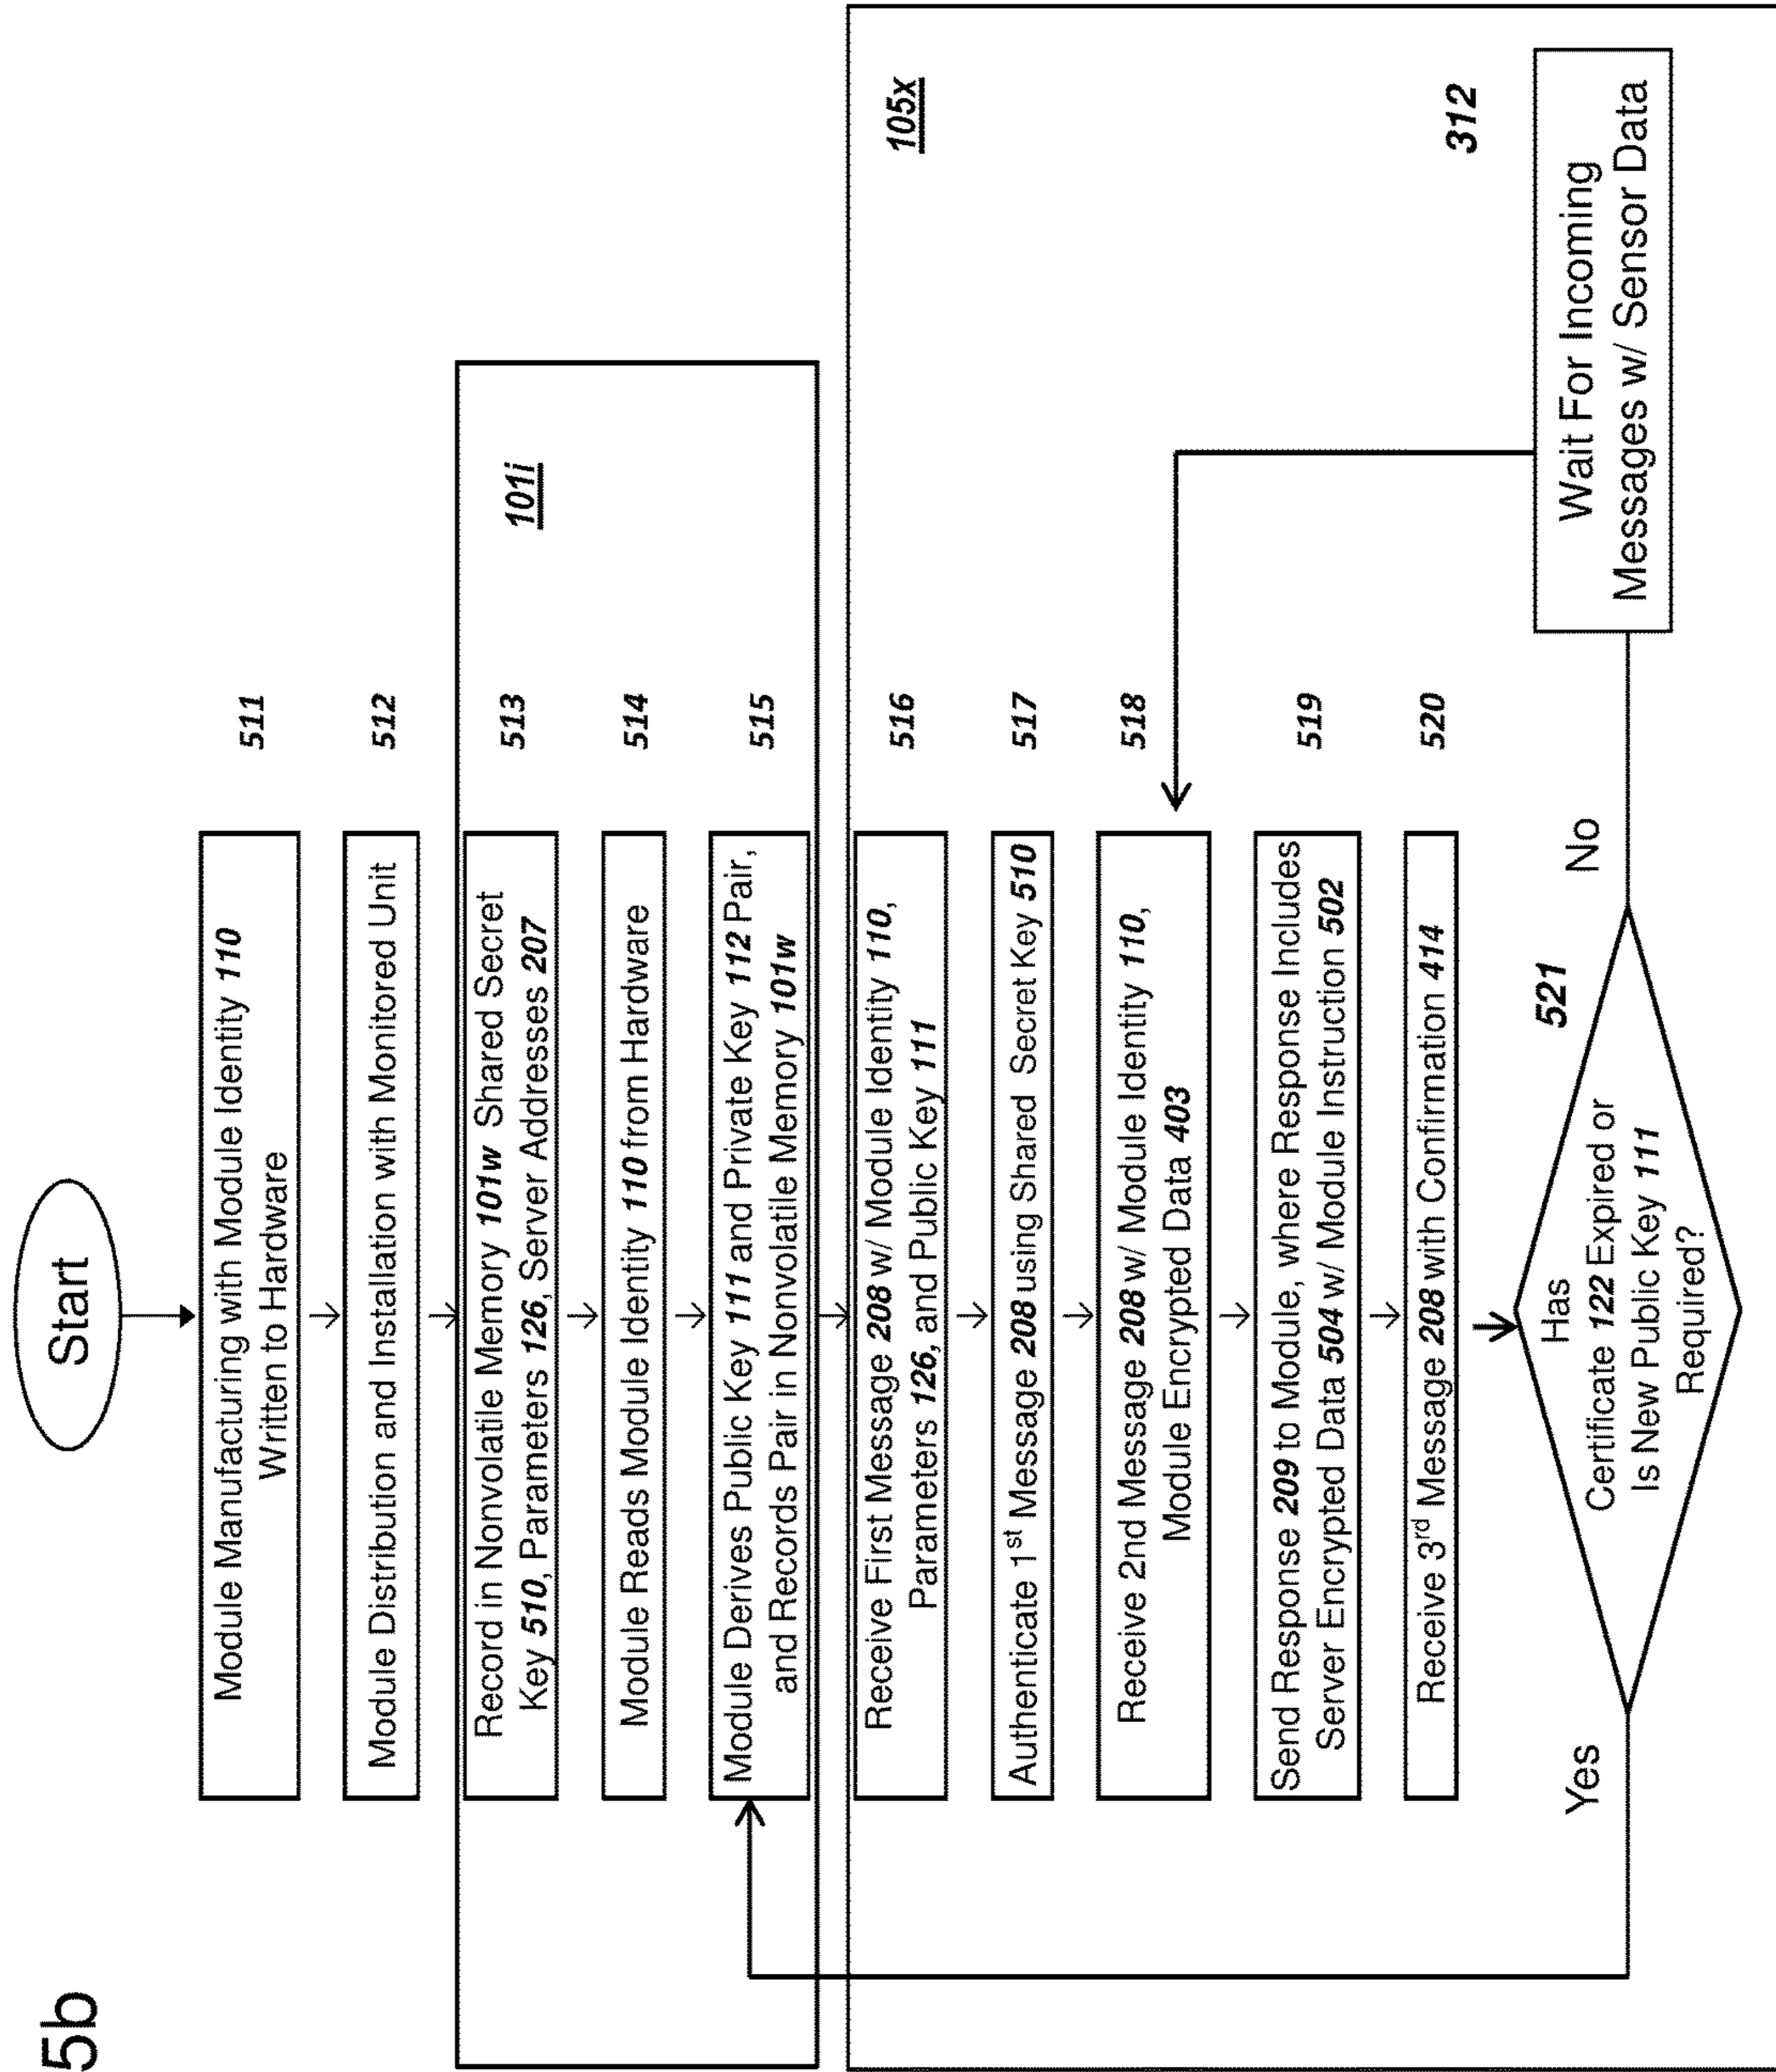 5b
Start
Module Manufacturing with Module Identity 110
Written to Hardware
511
Module Distribution and Installation with Monitored Unit
512
101i
Record in Nonvolatile Memory 101w Shared Secret
Key 510, Parameters 126, Server Addresses 207
513
Module Reads Module Identity 110 from Hardware
514
Module Derives Public Key 111 and Private Key 112 Pair,
and Records Pair in Nonvolatile Memory 101w
515
105x
Receive First Message 208 w/ Module Identity 110,
Parameters 126, and Public Key 111
516
Authenticate 1st Message 208 using Shared Secret Key 510
517
Receive 2nd Message 208 w/ Module Identity 110,
Module Encrypted Data 403
518
Send Response 209 to Module, where Response Includes
Server Encrypted Data 504 w/ Module Instruction 502
519
Receive 3rd Message 208 with Confirmation 414
520
Has
Certificate 122 Expired or
Is New Public Key 111
Required?
521
Yes
No
Wait For Incoming
Messages w/ Sensor Data
312